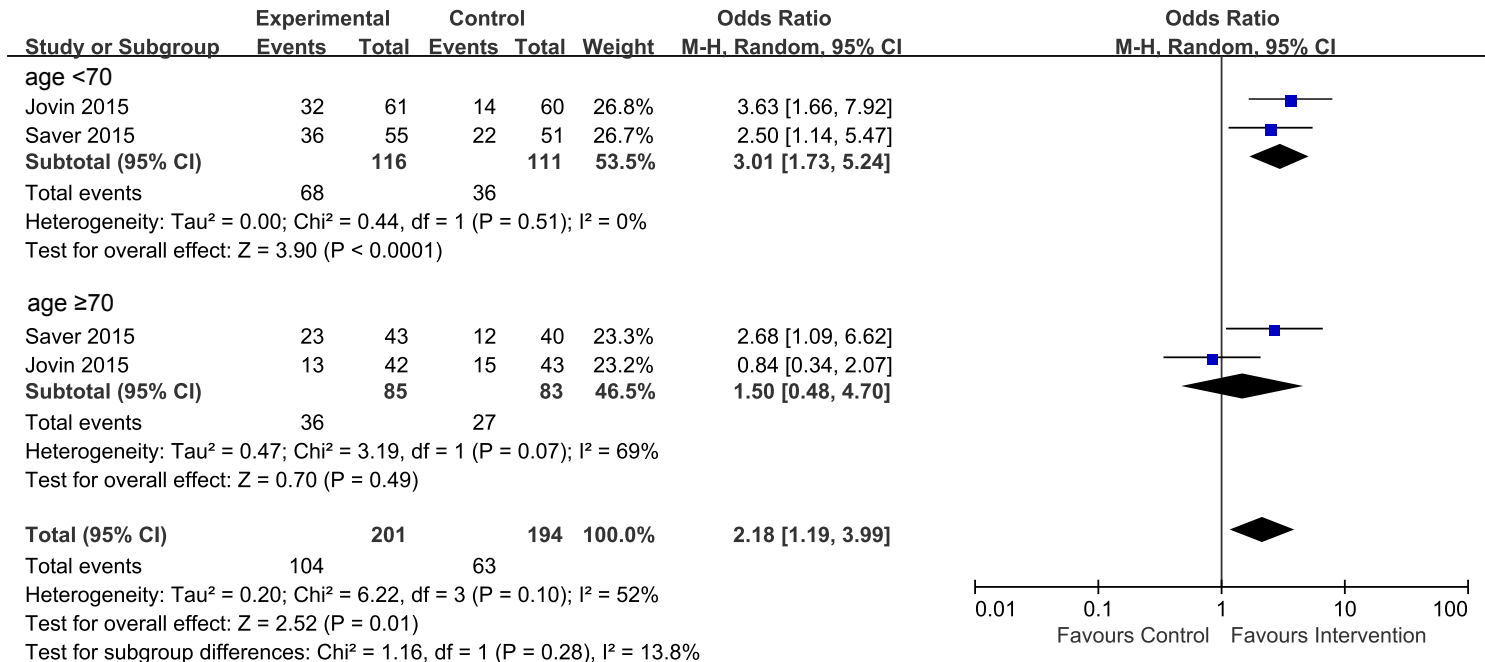 Experimental Control Odds Ratio Odds Ratio
Study or Subgroup Events Total Events Total Weight M-H, Random, 95% CI M-H, Random, 95% CI
age <70
Jovin 2015 32 61 14 60 26.8% 3.63 [1.66, 7.92]
Saver 2015 36 55 22 51 26.7% 2.50 [1.14, 5.47]
Subtotal (95% CI) 116 111 53.5% 3.01 [1.73, 5.24]
Total events 68 36
Heterogeneity: Tau² = 0.00; Chi² = 0.44, df = 1 (P = 0.51); I² = 0%
Test for overall effect: Z = 3.90 (P < 0.0001)
age ≥70
Saver 2015 23 43 12 40 23.3% 2.68 [1.09, 6.62]
Jovin 2015 13 42 15 43 23.2% 0.84 [0.34, 2.07]
Subtotal (95% CI) 85 83 46.5% 1.50 [0.48, 4.70]
Total events 36 27
Heterogeneity: Tau² = 0.47; Chi² = 3.19, df = 1 (P = 0.07); I² = 69%
Test for overall effect: Z = 0.70 (P = 0.49)
Total (95% CI) 201 194 100.0% 2.18 [1.19, 3.99]
Total events 104 63
Heterogeneity: Tau² = 0.20; Chi² = 6.22, df = 3 (P = 0.10); I² = 52%
Test for overall effect: Z = 2.52 (P = 0.01)
Test for subgroup differences: Chi² = 1.16, df = 1 (P = 0.28), I² = 13.8%
0.01 0.1 1 10 100
Favours Control Favours Intervention